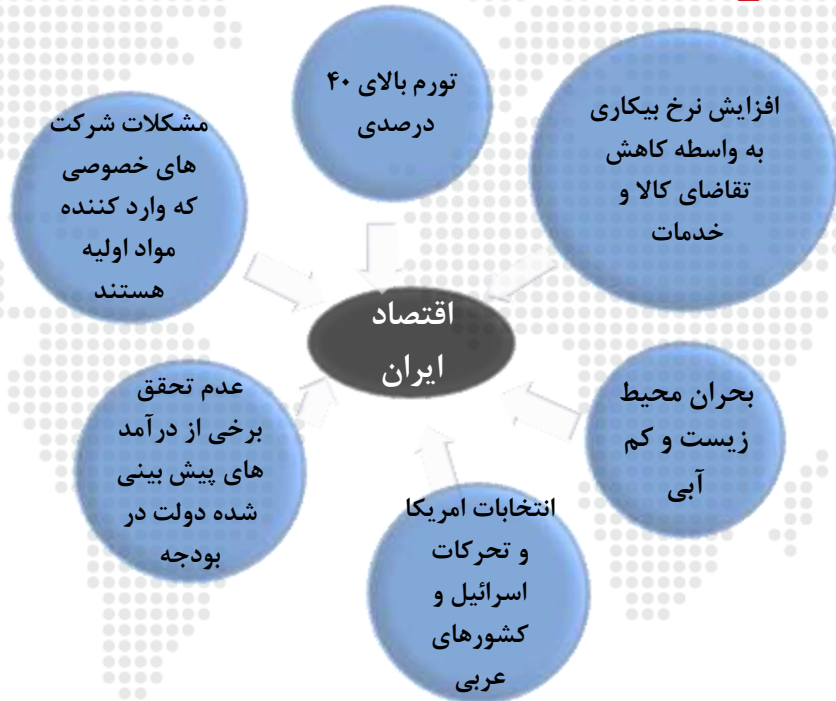 تورم بالای ۴۰
درصدی
افزایش نرخ بیکاری
به واسطه کاهش
تقاضای کالا و
خدمات
مشکلات شرکت
های خصوصی
که وارد کننده
مواد اولیه
هستند
اقتصاد
ایران
بحران محیط
زیست و کم
آبی
عدم تحقق
برخی از درآمد
های پیش بینی
شده دولت در
بودجه
انتخابات امریکا
و تحرکات
اسرائیل و
کشورهای
عربی